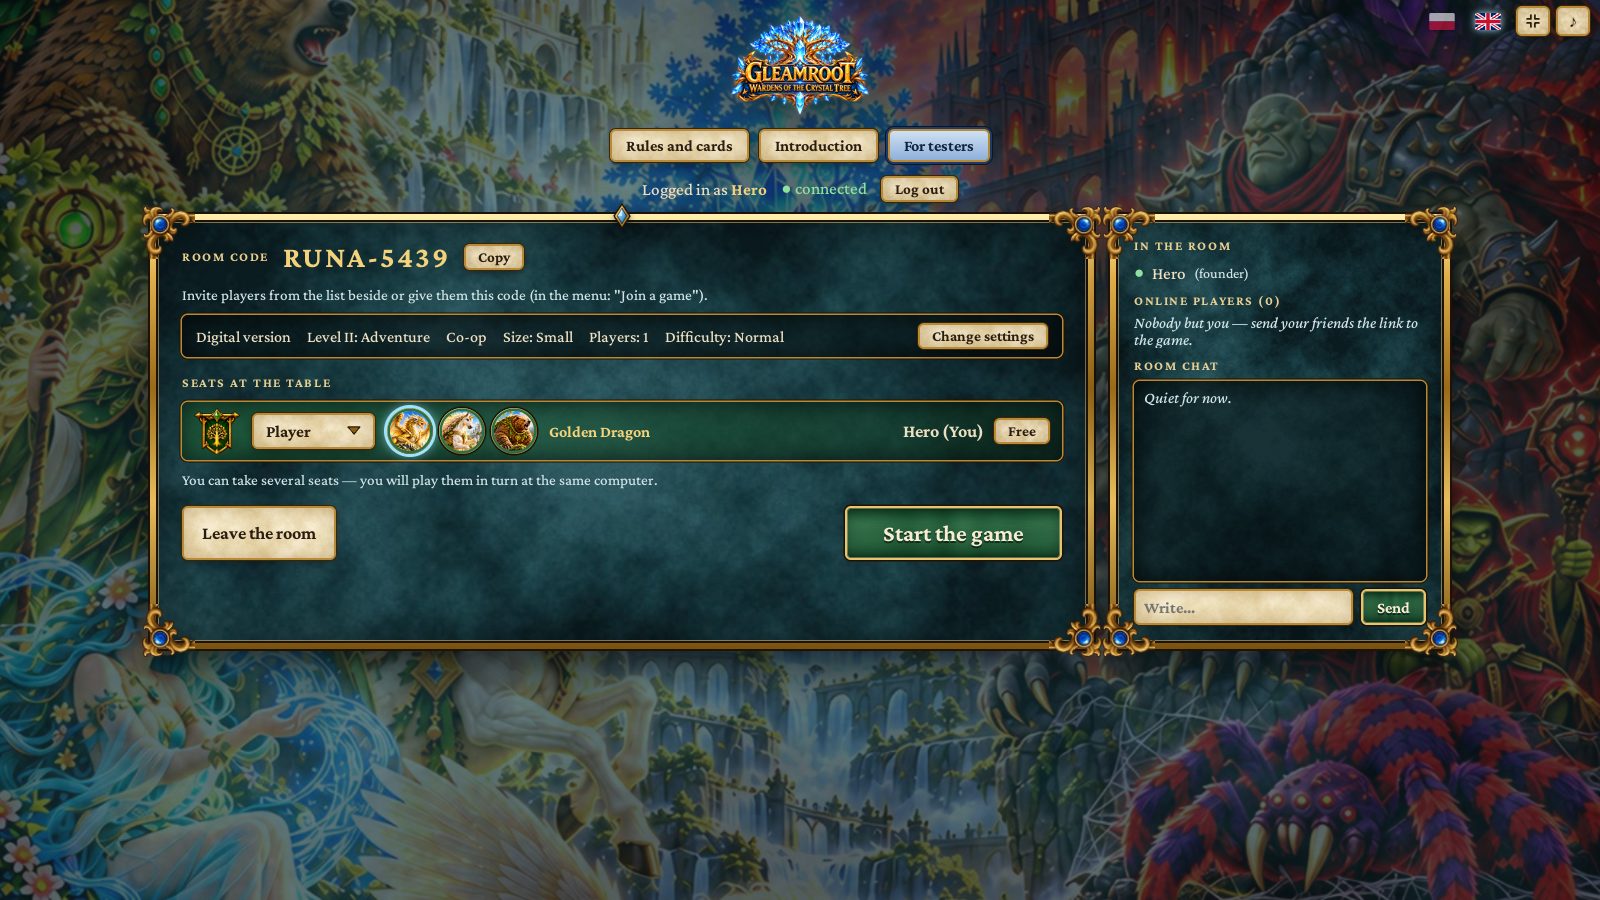 GLEAMROOT
WARDENS OF THE CRYSTAL TREE
Rules and cards
Introduction
For testers
Logged in as Hero
connected
Log out
ROOM CODE RUNA-5439
Copy
Invite players from the list beside or give them this code (in the menu: "Join a game").
Digital version Level II: Adventure Co-op Size: Small Players: 1 Difficulty: Normal
Change settings
SEATS AT THE TABLE
Player
Golden Dragon
Hero (You)
Free
You can take several seats — you will play them in turn at the same computer.
Leave the room
Start the game
IN THE ROOM
Hero (founder)
ONLINE PLAYERS (0)
Nobody but you — send your friends the link to
the game.
ROOM CHAT
Quiet for now.
Write...
Send